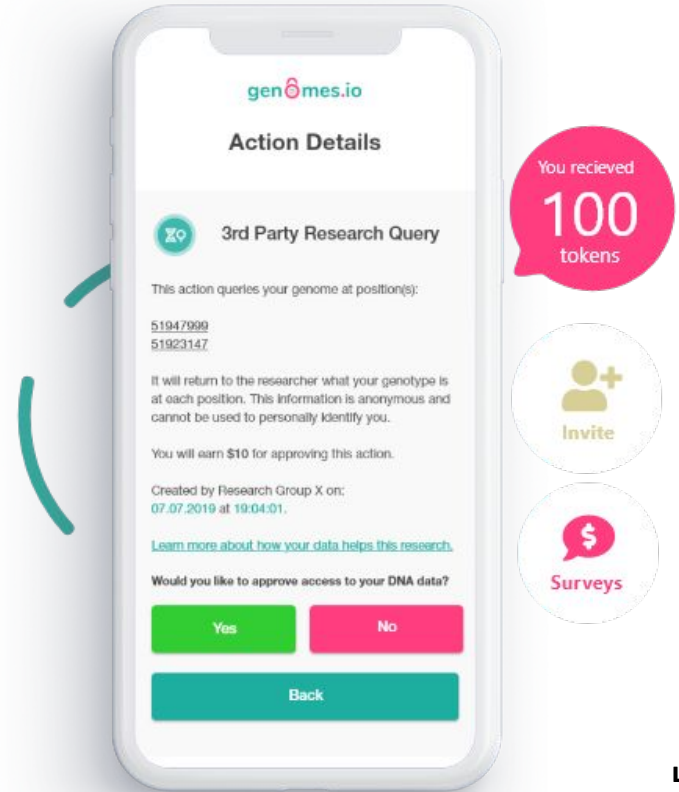 genômes.io
Action Details
3rd Party Research Query
This action queries your genome at position(s):
51947999
51923147
It will return to the researcher what your genotype is
at each position. This information is anonymous and
cannot be used to personally identify you.
You will earn $10 for approving this action.
Created by Research Group X on:
07.07.2019 at 19:04:01.
Learn more about how your data helps this research.
Would you like to approve access to your DNA data?
Yes
No
Back
You recieved
100
tokens
Invite
$
Surveys
L